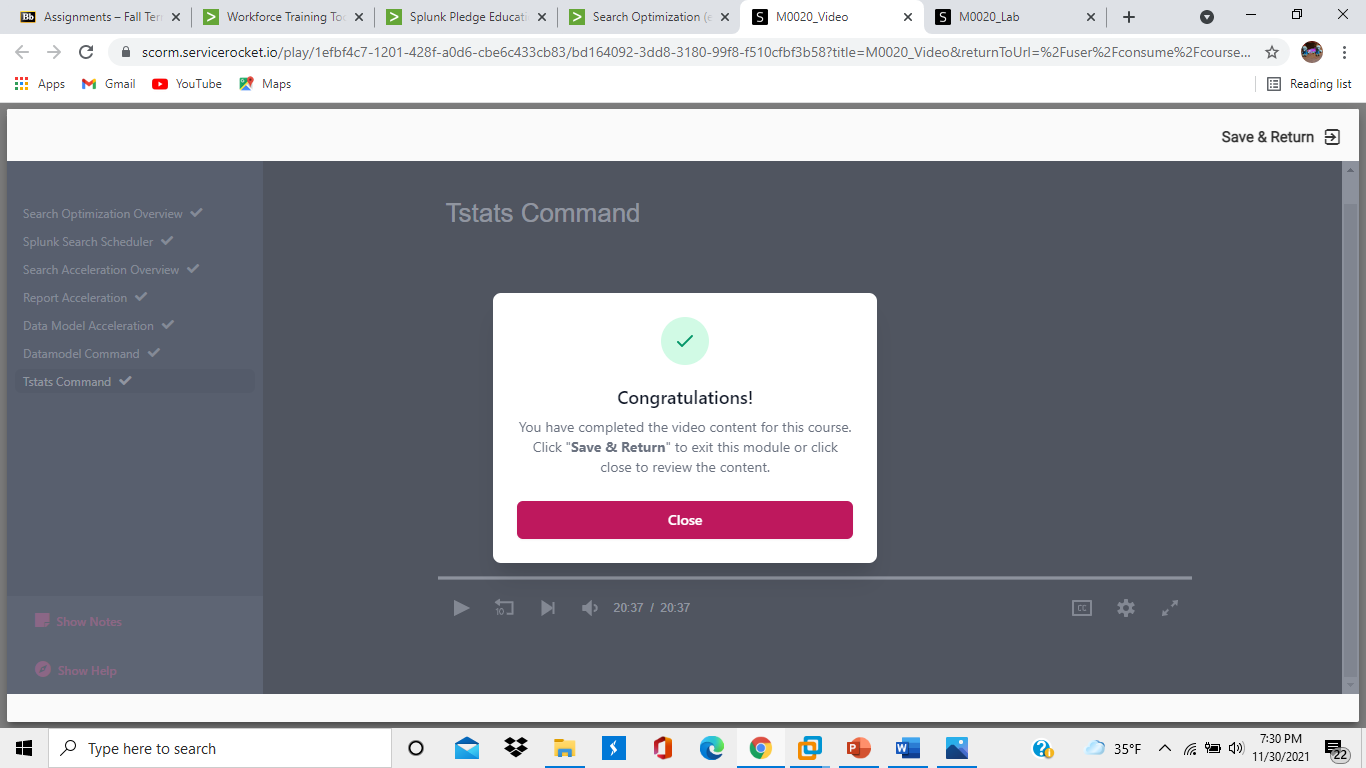 Bb Assignments – Fall Ter
Workforce Training Too
Splunk Pledge Educati
Search Optimization (e
S M0020_Video
S M0020_Lab
scorm.servicerocket.io/play/1efbf4c7-1201-428f-a0d6-cbe6c433cb83/bd164092-3dd8-3180-99f8-f510cfbf3b58?title=M0020_Video&returnToUrl=%2Fuser%2Fconsume%2Fcourse...
Apps
Gmail
YouTube
Maps
Reading list
Save & Return
Search Optimization Overview
Splunk Search Scheduler
Search Acceleration Overview
Report Acceleration
Data Model Acceleration
Datamodel Command
Tstats Command
Tstats Command
Congratulations!
You have completed the video content for this course.
Click "Save & Return" to exit this module or click
close to review the content.
Close
10
20:37 / 20:37
CC
Show Notes
Show Help
Type here to search
35°F
7:30 PM
11/30/2021
22